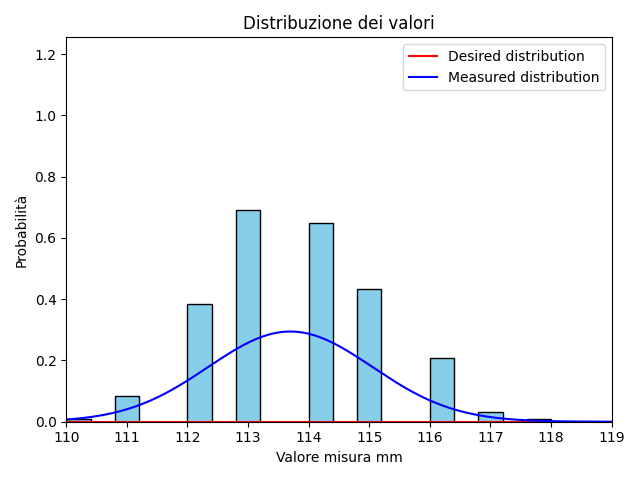 Distribuzione dei valori
1.2
1.0
0.8
0.6
0.4
0.2
0.0
Probabilità
Desired distribution
Measured distribution
110 111 112 113 114 115 116 117 118 119
Valore misura mm